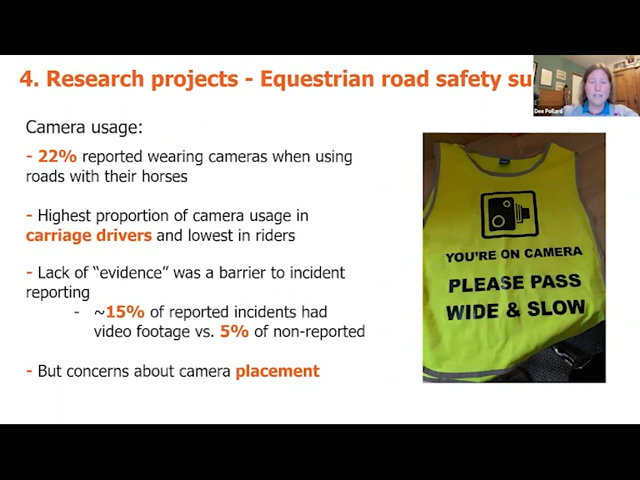 4. Research projects - Equestrian road safety su
Dee Pollard
Camera usage:
- 22% reported wearing cameras when using
roads with their horses
- Highest proportion of camera usage in
carriage drivers and lowest in riders
- Lack of “evidence” was a barrier to incident
reporting
- ~15% of reported incidents had
video footage vs. 5% of non-reported
- But concerns about camera placement
YOU'RE ON CAMERA
PLEASE PASS
WIDE & SLOW